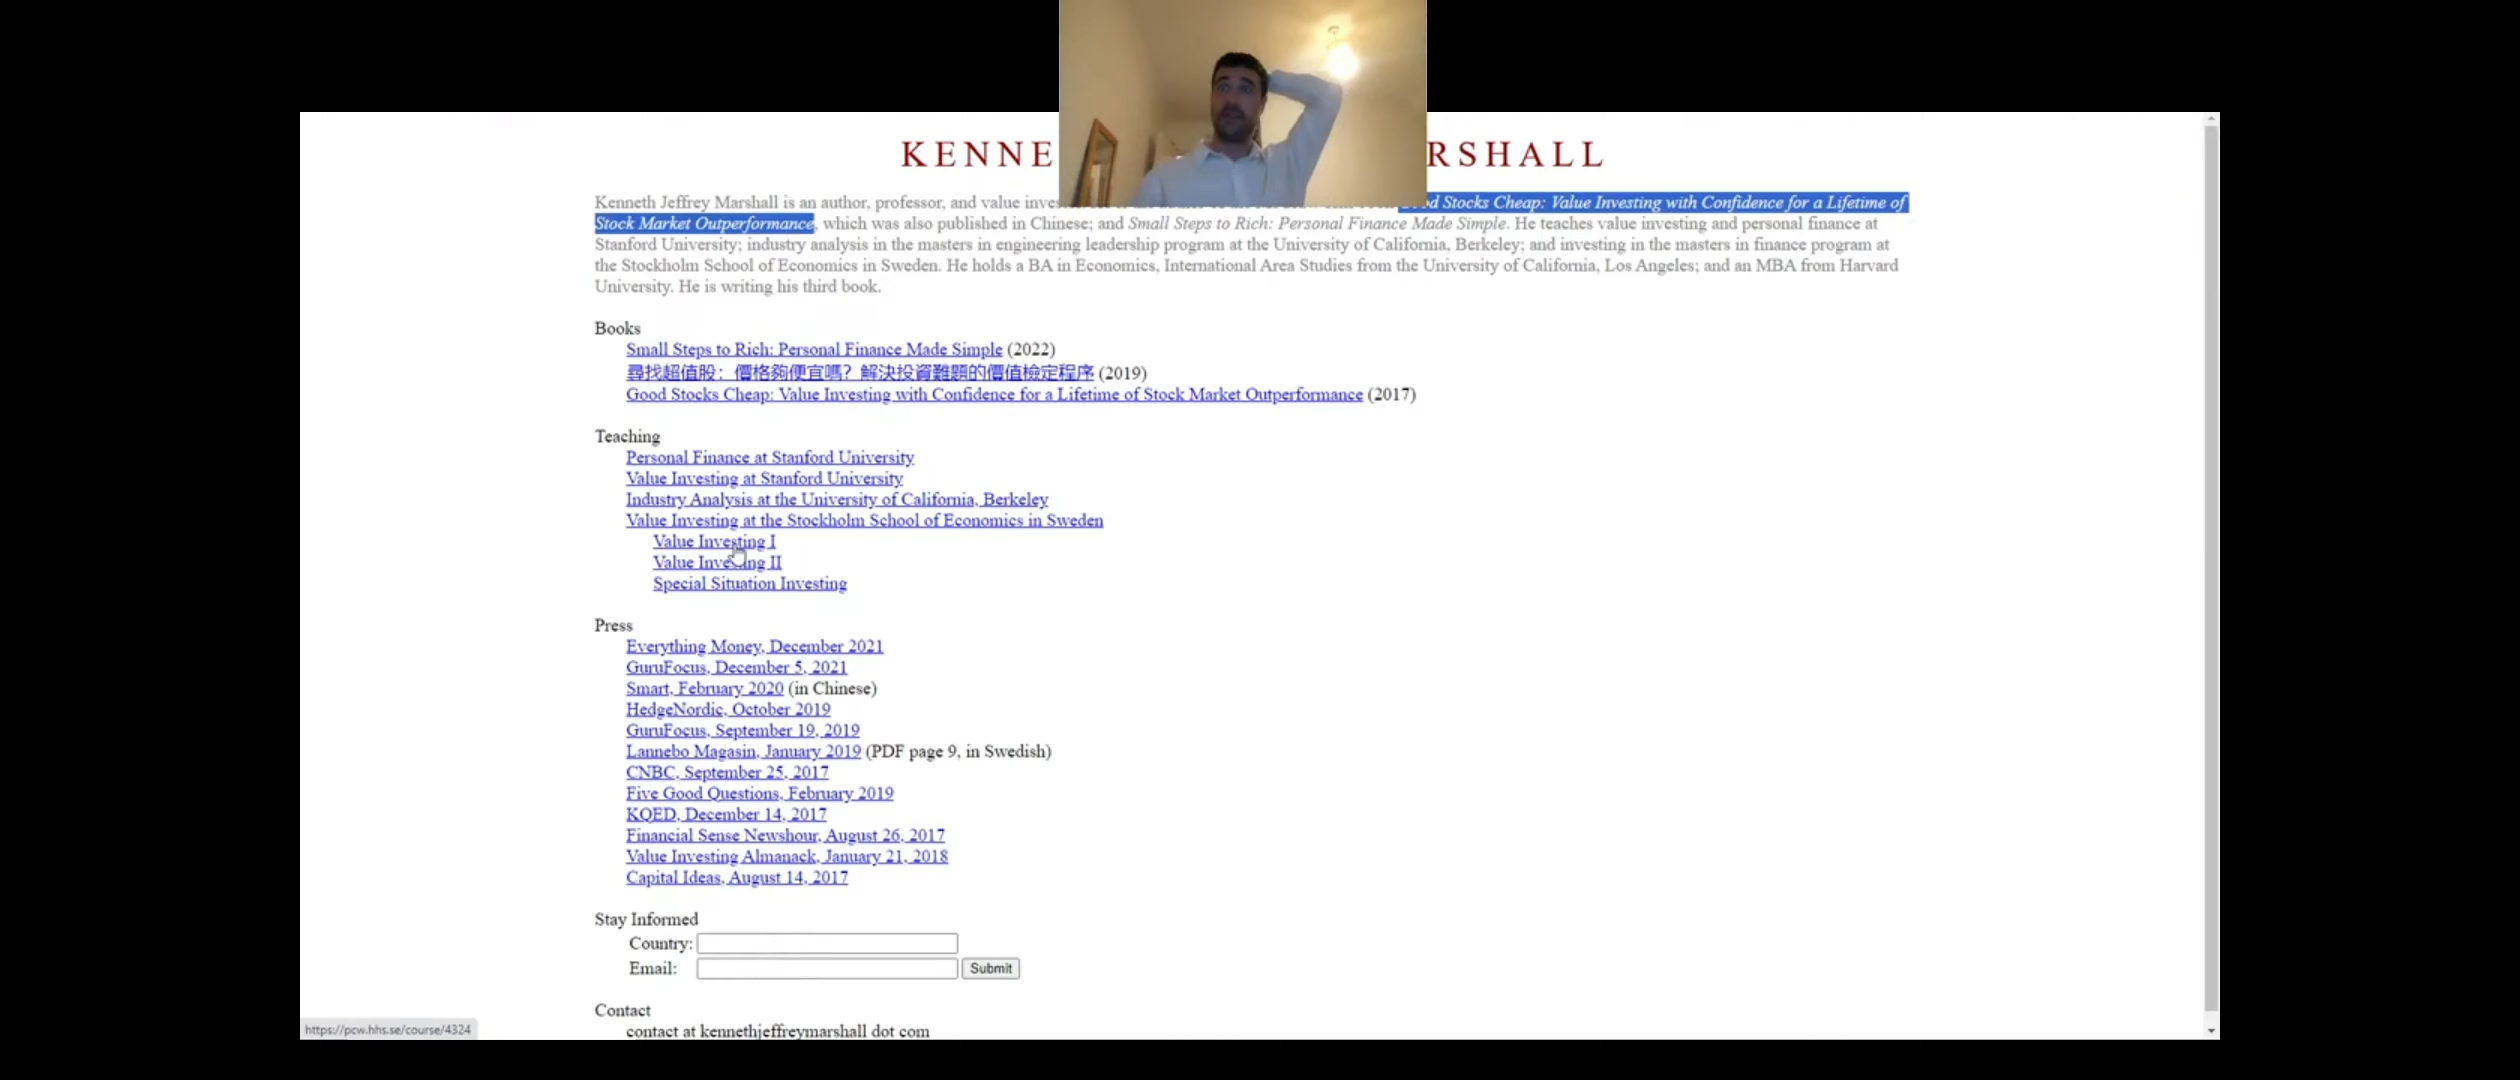 KENNE RSHALL
Kenneth Jeffrey Marshall is an author, professor, and value Stocks Cheap: Value Investing with Confidence for a Lifetime of
Stock Market Outperformance, which was also published in Chinese; and Small Steps to Rich: Personal Finance Made Simple. He teaches value investing and personal finance at
Stanford University; industry analysis in the masters in engineering leadership program at the University of California, Berkeley; and investing in the masters in finance program at
the Stockholm School of Economics in Sweden. He holds a BA in Economics, International Area Studies from the University of California, Los Angeles; and an MBA from Harvard
University. He is writing his third book.
Books
Small Steps to Rich: Personal Finance Made Simple (2022)
尋找超值股：價格夠便宜嗎？解決投資難題的價值檢定程序 (2019)
Good Stocks Cheap: Value Investing with Confidence for a Lifetime of Stock Market Outperformance (2017)
Teaching
Personal Finance at Stanford University
Value Investing at Stanford University
Industry Analysis at the University of California, Berkeley
Value Investing at the Stockholm School of Economics in Sweden
Value Investing I
Value Investing II
Special Situation Investing
Press
Everything Money, December 2021
GuruFocus, December 5, 2021
Smart, February 2020 (in Chinese)
HedgeNordic, October 2019
GuruFocus, September 19, 2019
Lannebo Magasin, January 2019 (PDF page 9, in Swedish)
CNBC, September 25, 2017
Five Good Questions, February 2019
KQED, December 14, 2017
Financial Sense Newshour, August 26, 2017
Value Investing Almanack, January 21, 2018
Capital Ideas, August 14, 2017
Stay Informed
Country:
Email: Submit
Contact
contact at kennethjeffreymarshall dot com
https://pcw.hhs.se/course/4324